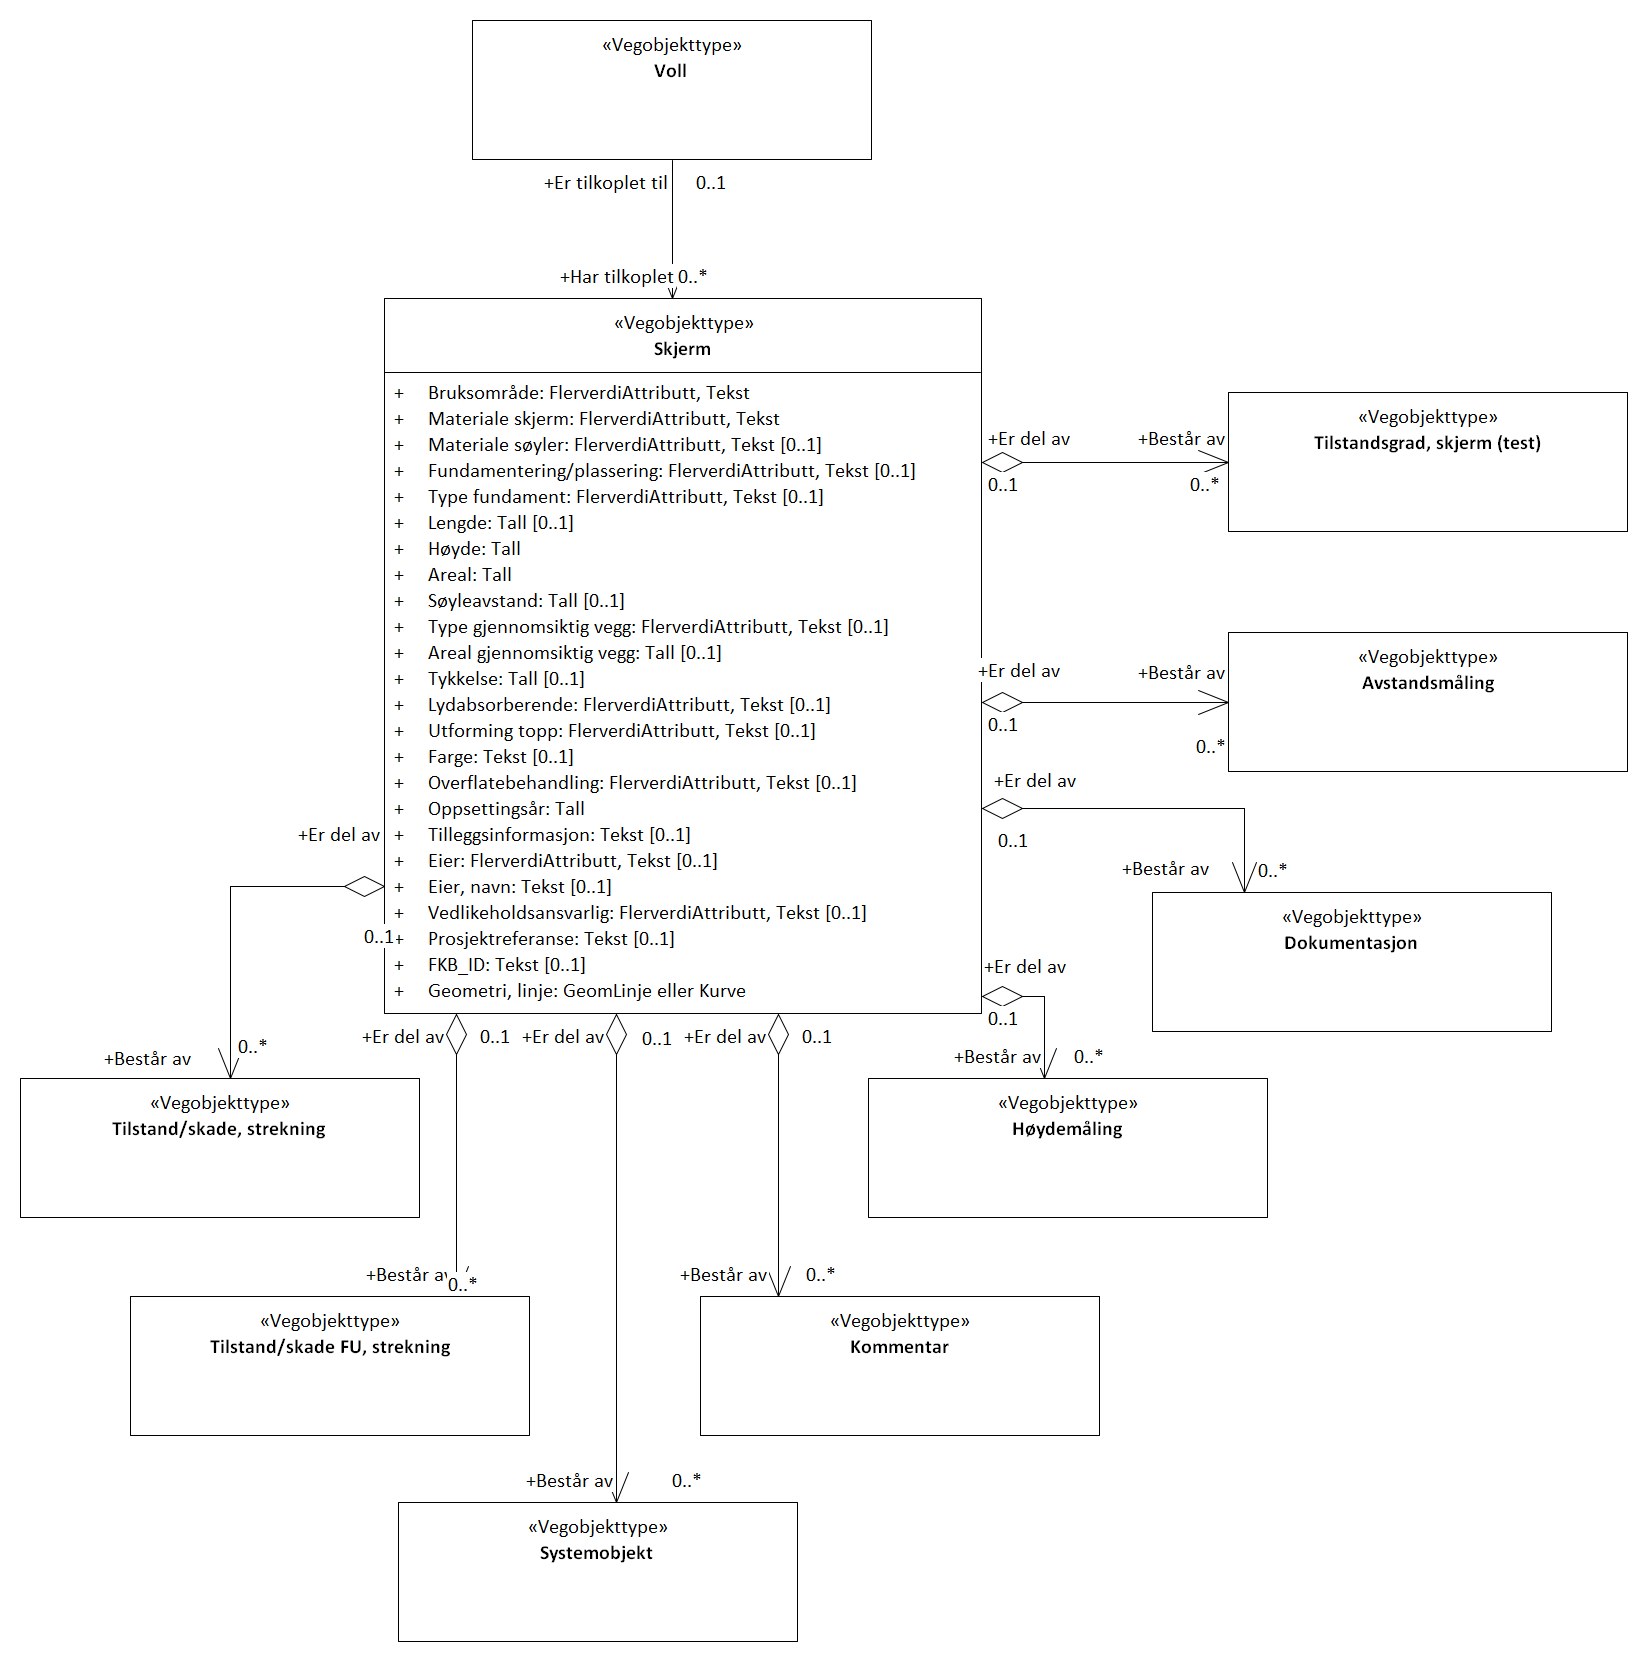 «Vegobjekttype»
Voll
+Er tilkoplet til 0..1
+Har tilkoplet 0..*
«Vegobjekttype»
Skjerm
+ Bruksområde: FlerverdiAttributt, Tekst
+ Materiale skjerm: FlerverdiAttributt, Tekst
+ Materiale søyler: FlerverdiAttributt, Tekst [0..1]
+ Fundamentering/plassering: FlerverdiAttributt, Tekst [0..1]
+ Type fundament: FlerverdiAttributt, Tekst [0..1]
+ Lengde: Tall [0..1]
+ Høyde: Tall
+ Areal: Tall
+ Søyleavstand: Tall [0..1]
+ Type gjennomsiktig vegg: FlerverdiAttributt, Tekst [0..1]
+ Areal gjennomsiktig vegg: Tall [0..1]
+ Tykkelse: Tall [0..1]
+ Lydabsorberende: FlerverdiAttributt, Tekst [0..1]
+ Utforming topp: FlerverdiAttributt, Tekst [0..1]
+ Farge: Tekst [0..1]
+ Overflatebehandling: FlerverdiAttributt, Tekst [0..1]
+ Oppsettingsår: Tall
+ Tilleggsinformasjon: Tekst [0..1]
+ Eier: FlerverdiAttributt, Tekst [0..1]
+ Eier, navn: Tekst [0..1]
+ Vedlikeholdsansvarlig: FlerverdiAttributt, Tekst [0..1]
+ Prosjektreferanse: Tekst [0..1]
+ FKB_ID: Tekst [0..1]
+ Geometri, linje: GeomLinje eller Kurve
+Er del av +Består av
0..1 0..*
«Vegobjekttype»
Tilstandsgrad, skjerm (test)
+Er del av +Består av
0..1 0..*
«Vegobjekttype»
Avstandsmåling
+Er del av
0..1
+Består av 0..*
«Vegobjekttype»
Dokumentasjon
+Er del av
0..1
+Består av 0..*
«Vegobjekttype»
Høydemåling
+Er del av
0..1
+Består av 0..*
«Vegobjekttype»
Tilstand/skade, strekning
+Er del av 0..1
+Består av 0..*
«Vegobjekttype»
Tilstand/skade FU, strekning
+Er del av 0..1
+Består av 0..*
«Vegobjekttype»
Systemobjekt
+Er del av 0..1
+Består av 0..*
«Vegobjekttype»
Kommentar